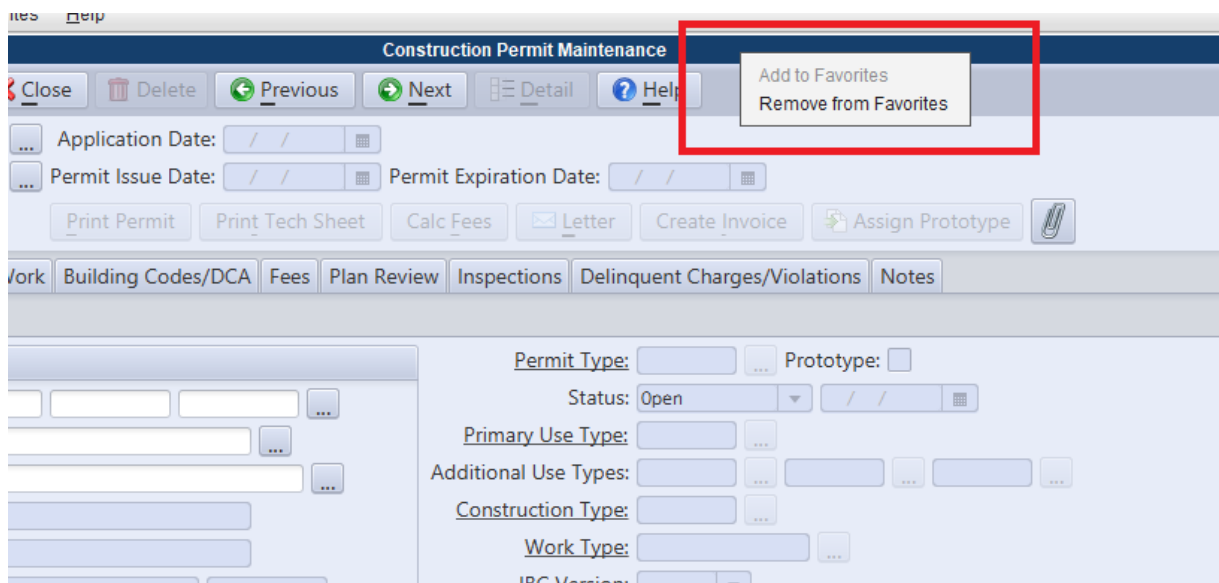 Help
Construction Permit Maintenance
Close Delete Previous Next Detail Help
Add to Favorites
Remove from Favorites
Application Date: / /
Permit Issue Date: / / Permit Expiration Date: / /
Print Permit Print Tech Sheet Calc Fees Letter Create Invoice Assign Prototype
Work Building Codes/DCA Fees Plan Review Inspections Delinquent Charges/Violations Notes
Permit Type: ... Prototype:
Status: Open / /
...
Primary Use Type: ...
...
Additional Use Types: ... ... ...
...
Construction Type: ...
Work Type: ...
IBC Version: